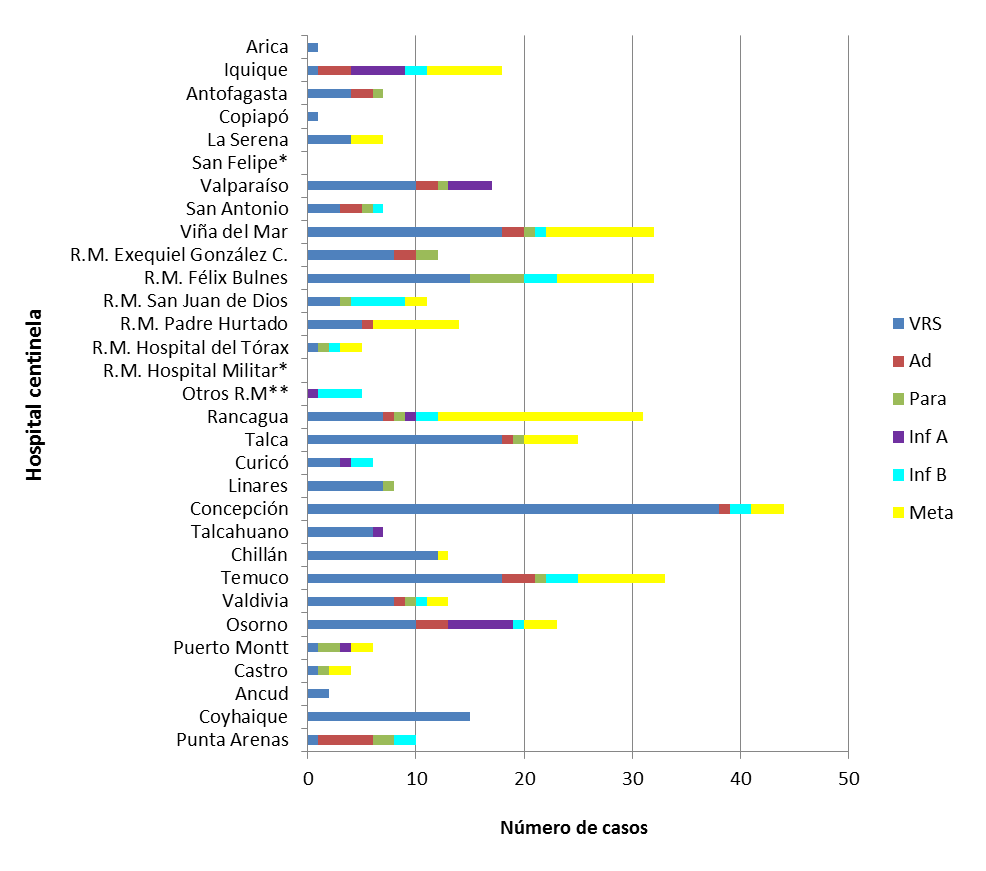 Arica
Iquique
Antofagasta
Copiapó
La Serena
San Felipe*
Valparaíso
San Antonio
Viña del Mar
R.M. Exequiel González C.
R.M. Félix Bulnes
R.M. San Juan de Dios
R.M. Padre Hurtado
R.M. Hospital del Tórax
R.M. Hospital Militar*
Otros R.M**
Rancagua
Talca
Curicó
Linares
Concepción
Talcahuano
Chillán
Temuco
Valdivia
Osorno
Puerto Montt
Castro
Ancud
Coyhaique
Punta Arenas
Hospital centinela
0 10 20 30 40 50
Número de casos
VRS
Ad
Para
Inf A
Inf B
Meta